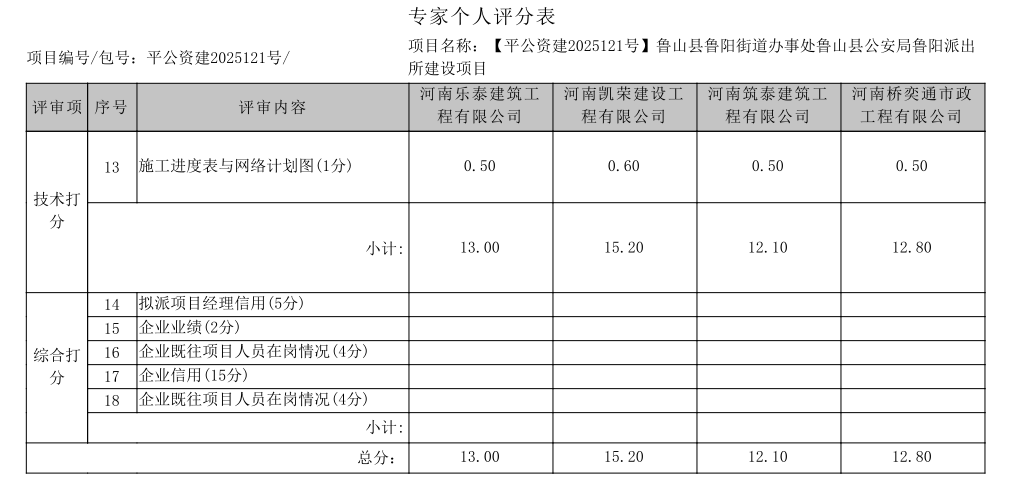 专家个人评分表
项目编号/包号：平公资建2025121号/
项目名称：【平公资建2025121号】鲁山县鲁阳街道办事处鲁山县公安局鲁阳派出
所建设项目
评审项 序号 评审内容 河南乐泰建筑工 河南凯荣建设工 河南筑泰建筑工 河南桥奕通市政
程有限公司 程有限公司 程有限公司 工程有限公司
13 施工进度表与网络计划图(1分) 0.50 0.60 0.50 0.50
技术打
分
小计: 13.00 15.20 12.10 12.80
14 拟派项目经理信用(5分)
15 企业业绩(2分)
综合打
分
16 企业既往项目人员在岗情况(4分)
17 企业信用(15分)
18 企业既往项目人员在岗情况(4分)
小计:
总分： 13.00 15.20 12.10 12.80